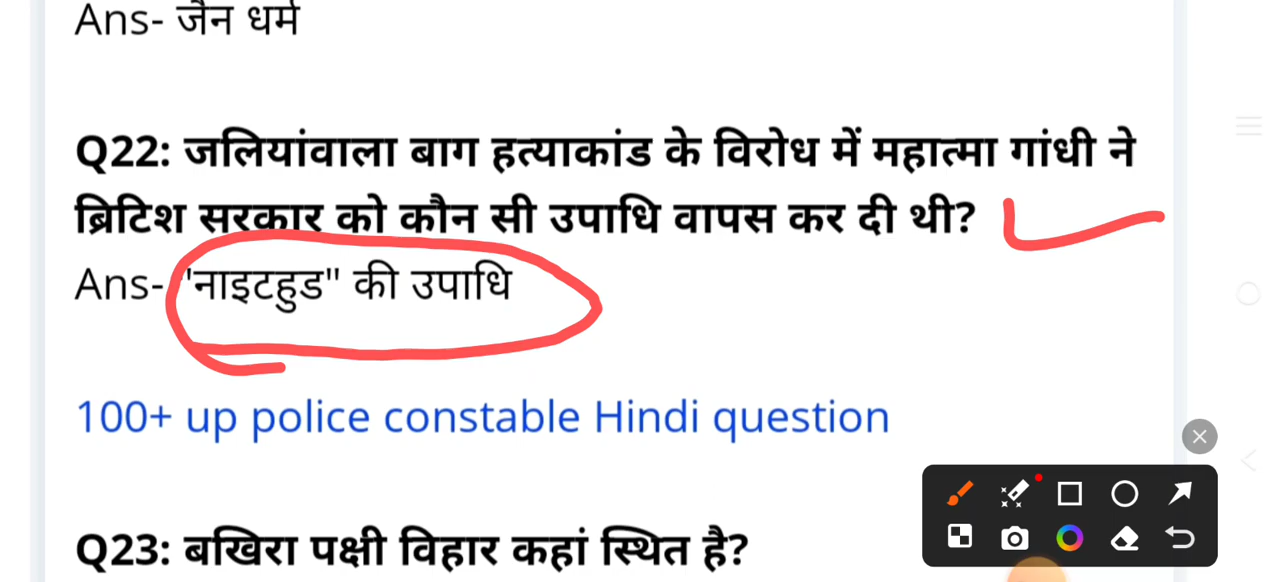 Ans- जैन धर्म
Q22: जलियांवाला बाग हत्याकांड के विरोध में महात्मा गांधी ने
ब्रिटिश सरकार को कौन सी उपाधि वापस कर दी थी?
Ans- "नाइटहुड" की उपाधि
100+ up police constable Hindi question
Q23: बखिरा पक्षी विहार कहां स्थित है?